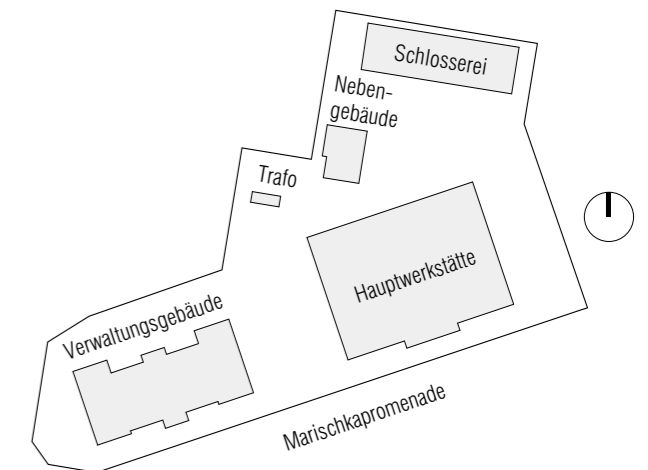 Schlosserei
Neben-
gebäude
Trafo
Hauptwerkstätte
Verwaltungsgebäude
Marischkapromenade